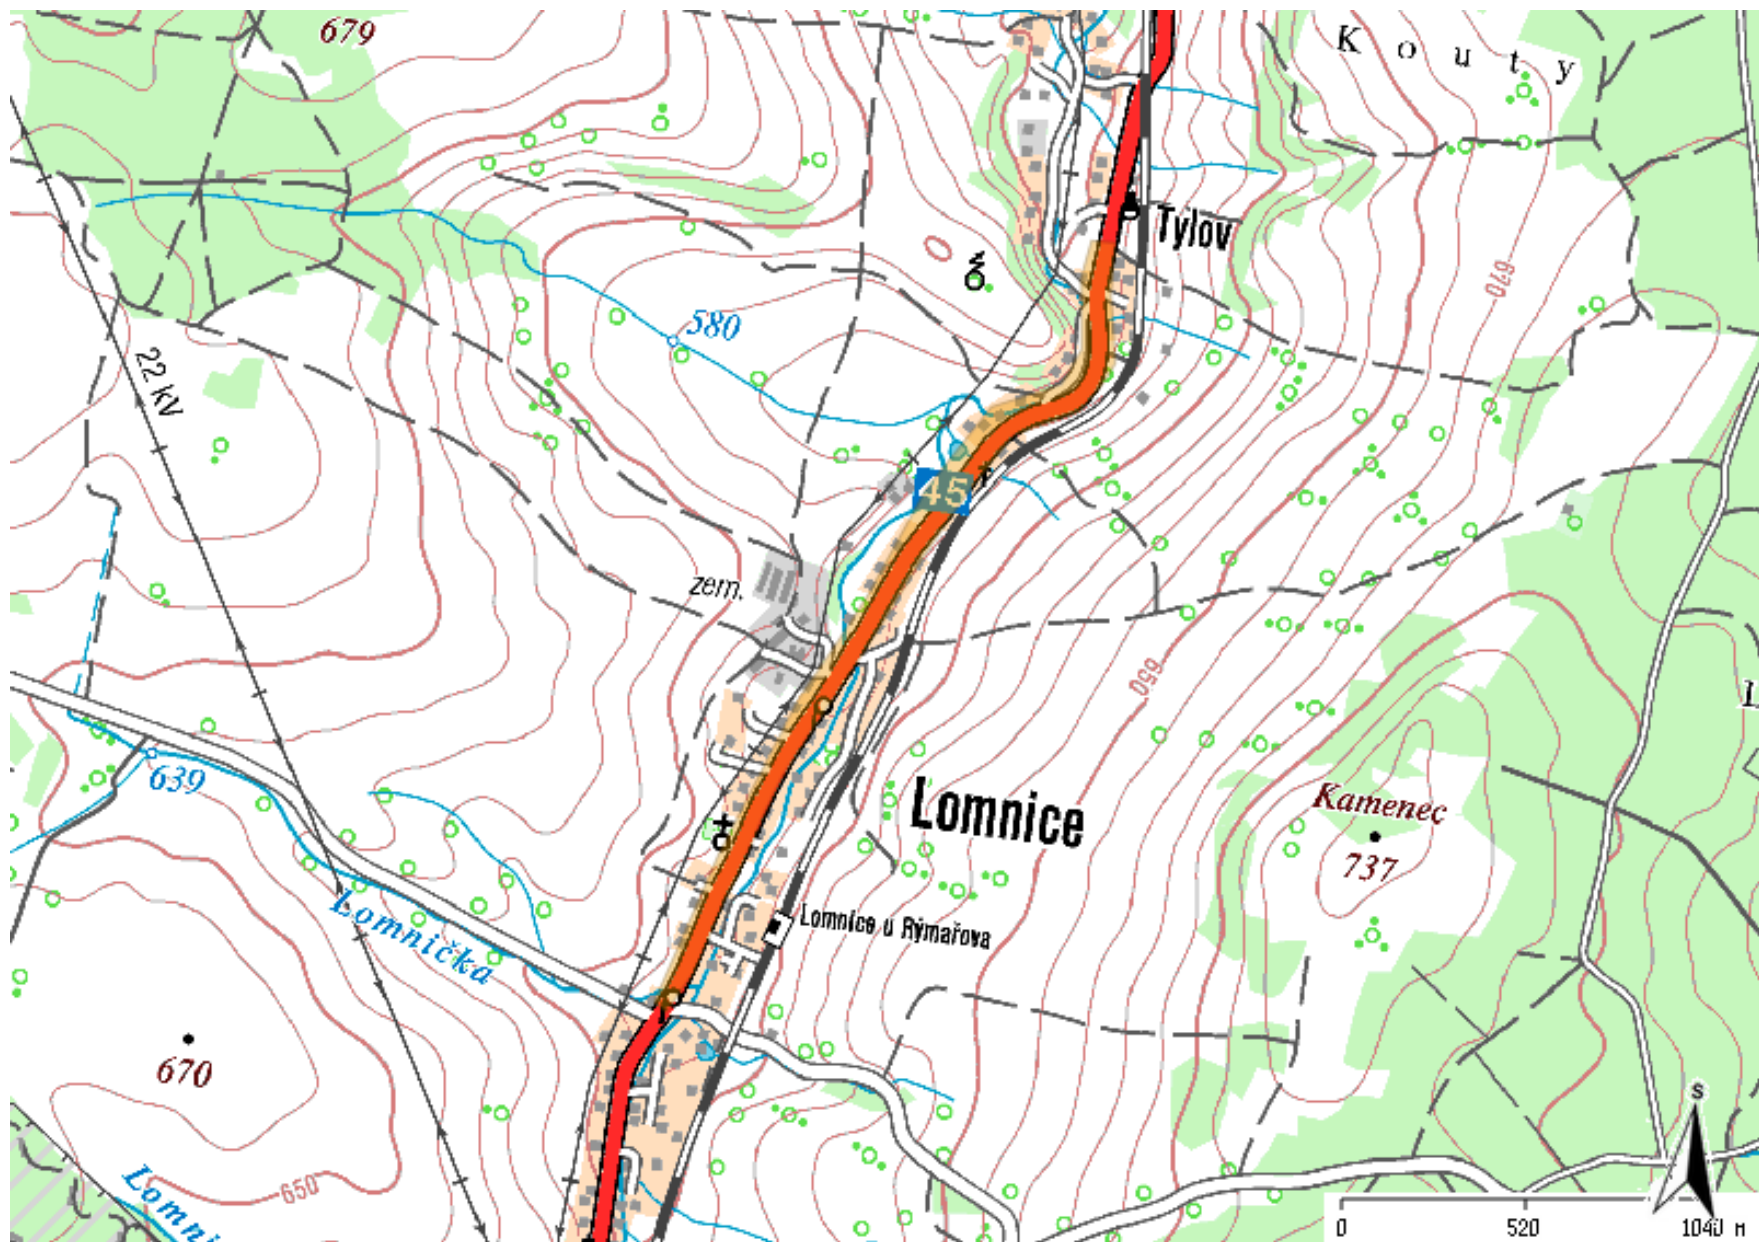 679
K o u t y
Tylov
670
580
22 kV
45
zem.
650
639
Lomnice
Kamenec
737
Lomnička
Lomnice u Rýmařova
670
650
S
0 520 1040 м